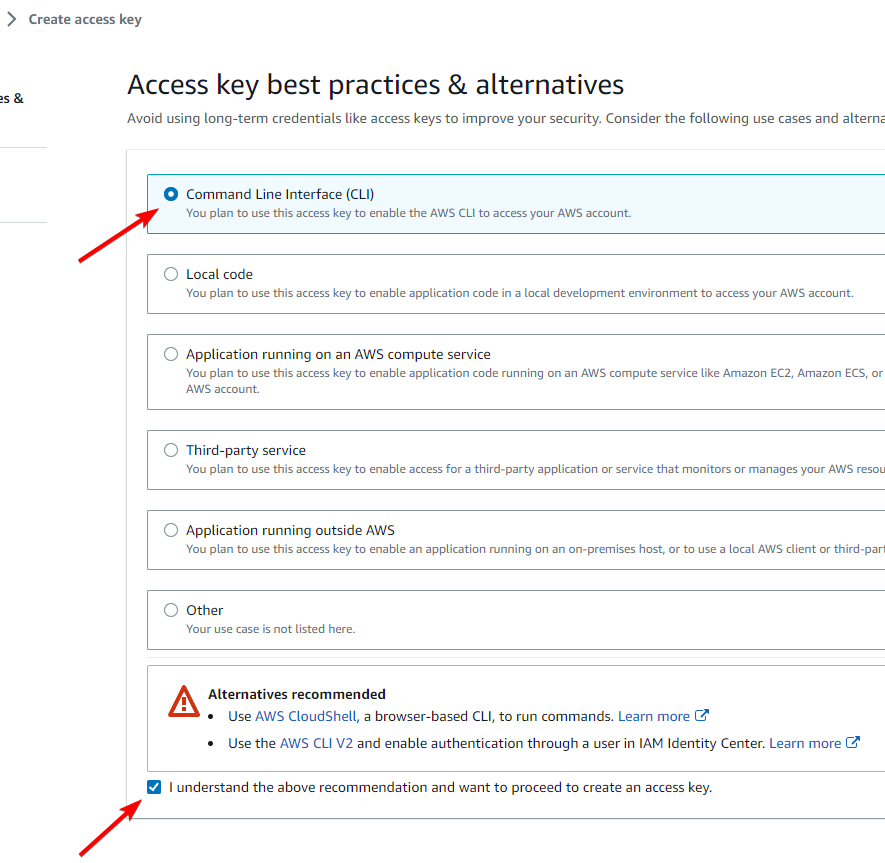 Create access key
es &
Access key best practices & alternatives
Avoid using long-term credentials like access keys to improve your security. Consider the following use cases and alterna
Command Line Interface (CLI)
You plan to use this access key to enable the AWS CLI to access your AWS account.
Local code
You plan to use this access key to enable application code in a local development environment to access your AWS account.
Application running on an AWS compute service
You plan to use this access key to enable application code running on an AWS compute service like Amazon EC2, Amazon ECS, or
AWS account.
Third-party service
You plan to use this access key to enable access for a third-party application or service that monitors or manages your AWS resou
Application running outside AWS
You plan to use this access key to enable an application running on an on-premises host, or to use a local AWS client or third-part
Other
Your use case is not listed here.
Alternatives recommended
• Use AWS CloudShell, a browser-based CLI, to run commands. Learn more
• Use the AWS CLI V2 and enable authentication through a user in IAM Identity Center. Learn more
I understand the above recommendation and want to proceed to create an access key.